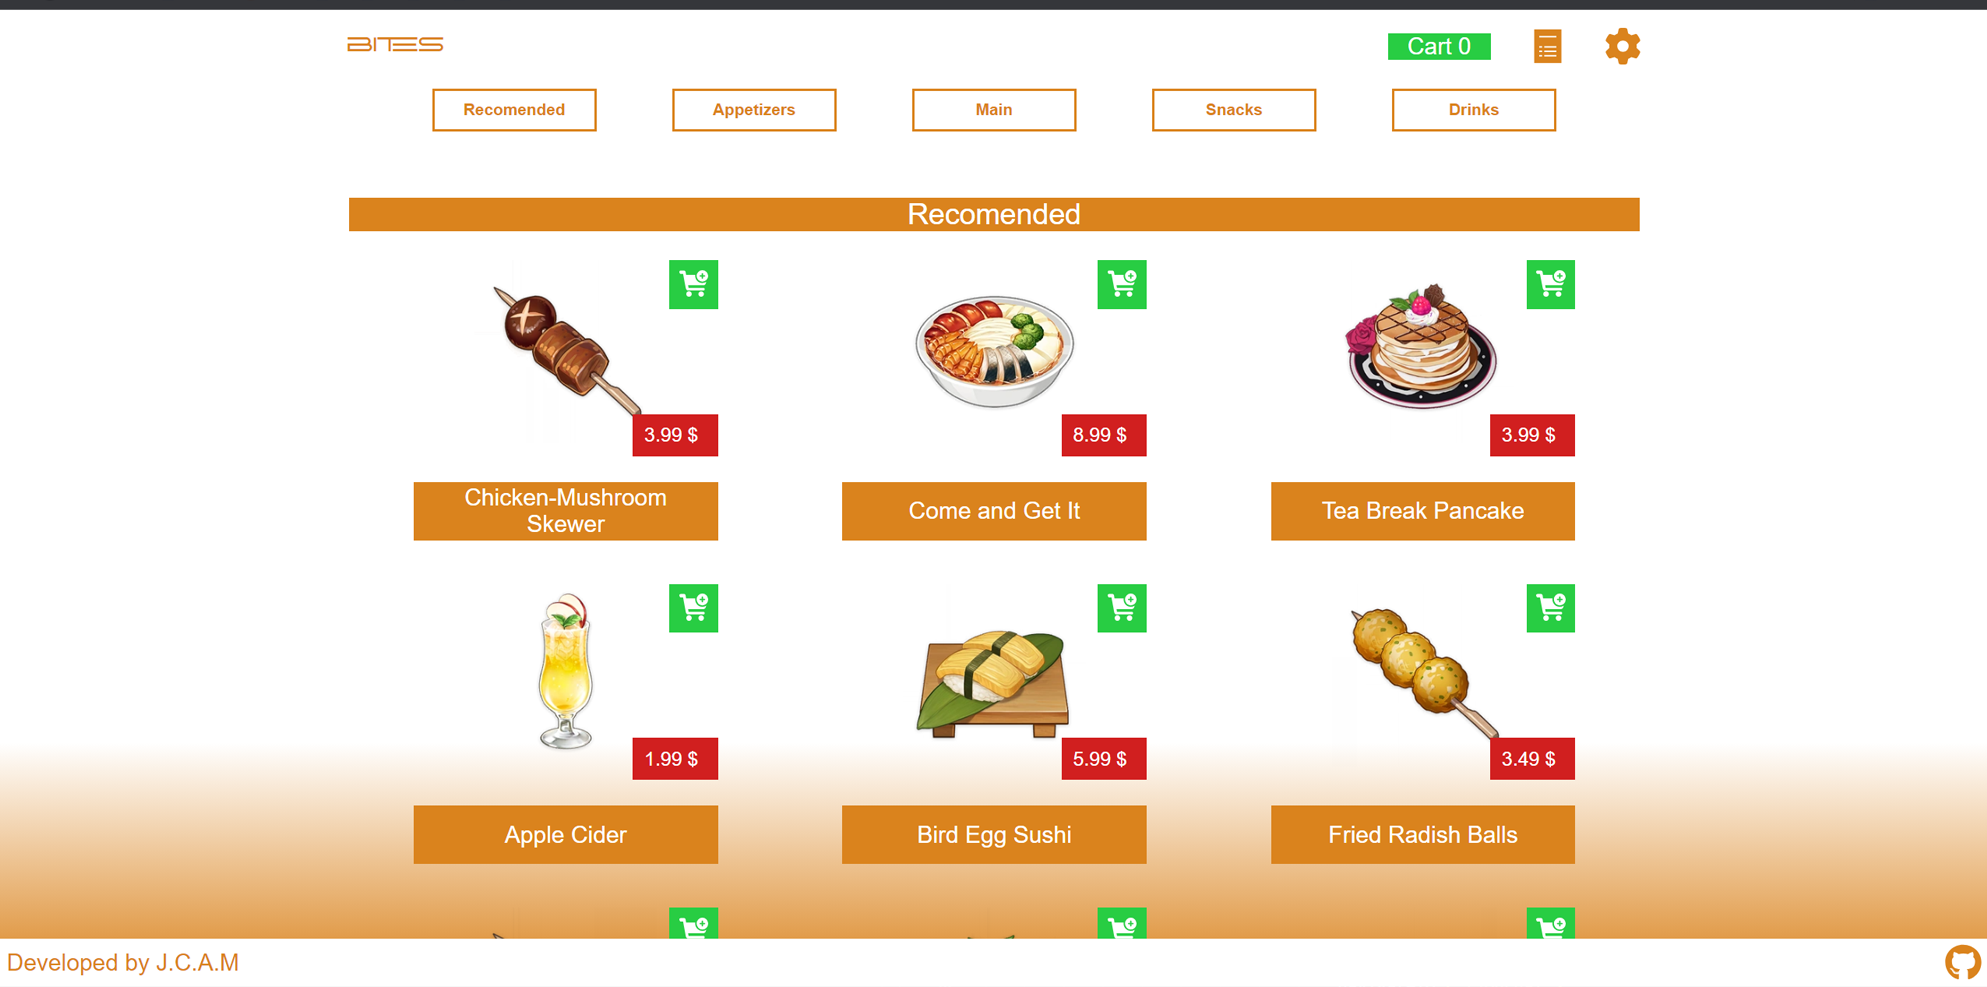 BITES
Cart 0
Recomended
Appetizers
Main
Snacks
Drinks
Recomended
3.99 $
8.99 $
3.99 $
Chicken-Mushroom
Skewer
Come and Get It
Tea Break Pancake
1.99 $
5.99 $
3.49 $
Apple Cider
Bird Egg Sushi
Fried Radish Balls
Developed by J.C.A.M